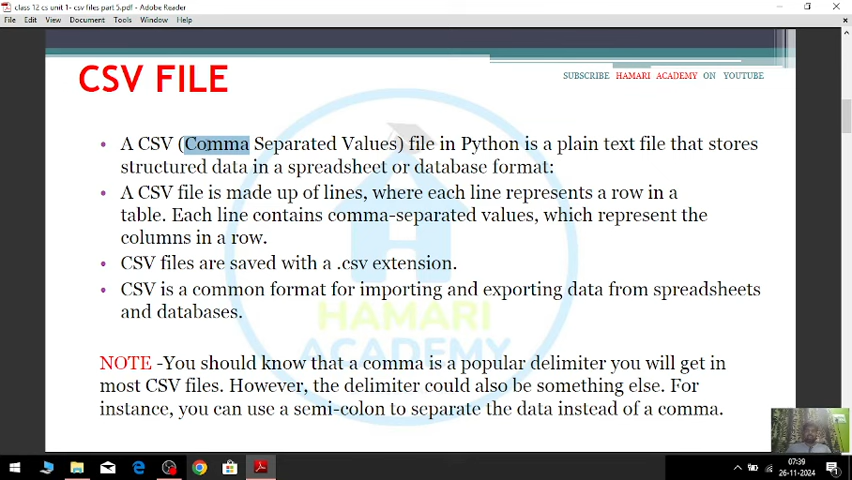 class 12 cs unit 1- csv files part 5.pdf - Adobe Reader
File Edit View Document Tools Window Help
CSV FILE
SUBSCRIBE HAMARI ACADEMY ON YOUTUBE
• A CSV (Comma Separated Values) file in Python is a plain text file that stores
structured data in a spreadsheet or database format:
• A CSV file is made up of lines, where each line represents a row in a
table. Each line contains comma-separated values, which represent the
columns in a row.
• CSV files are saved with a .csv extension.
• CSV is a common format for importing and exporting data from spreadsheets
and databases.
HAMARI
ACADEMY
NOTE -You should know that a comma is a popular delimiter you will get in
most CSV files. However, the delimiter could also be something else. For
instance, you can use a semi-colon to separate the data instead of a comma.
07:39
26-11-2024